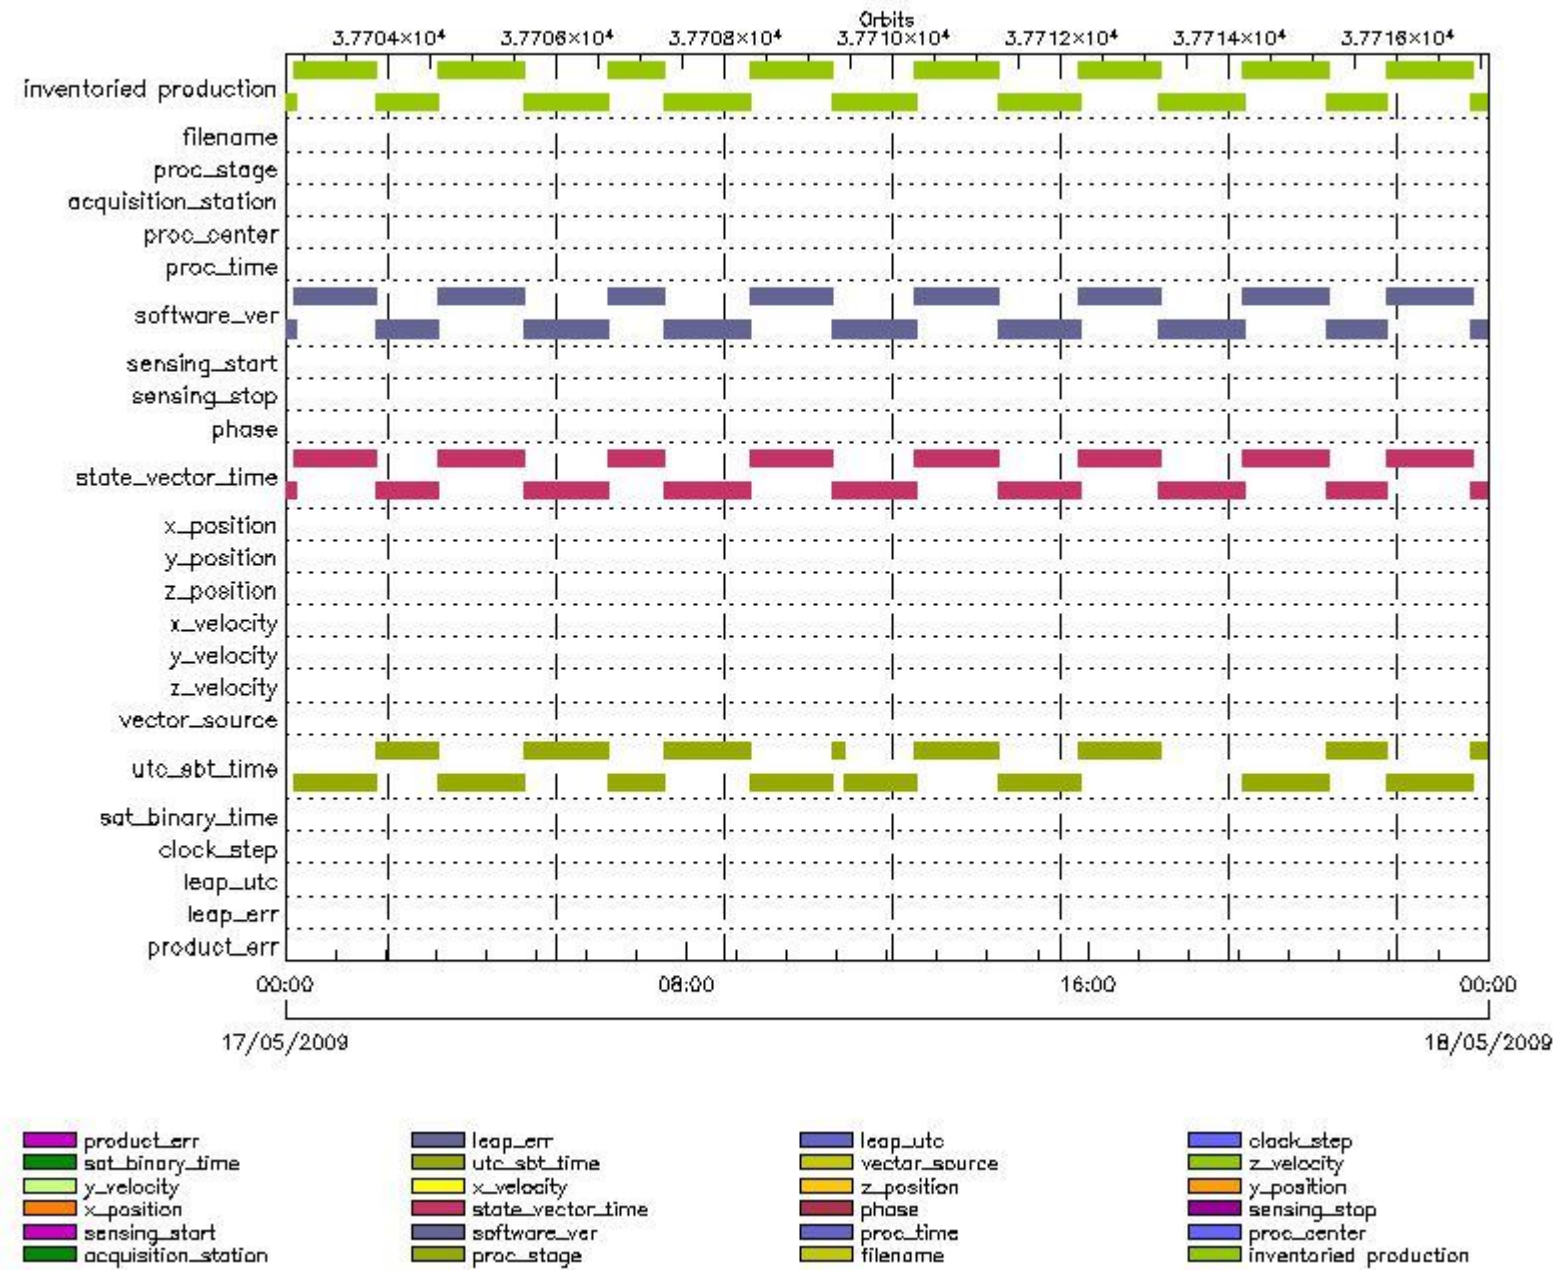 Orbits
3.7704×10⁴ 3.7706×10⁴ 3.7708×10⁴ 3.7710×10⁴ 3.7712×10⁴ 3.7714×10⁴ 3.7716×10⁴
inventoried production
filename
proc_stage
acquisition_station
proc_center
proc_time
software_ver
sensing_start
sensing_stop
phase
state_vector_time
x_position
y_position
z_position
x_velocity
y_velocity
z_velocity
vector_source
utc_sbt_time
sat_binary_time
clock_step
leap_utc
leap_err
product_err
00:00 08:00 16:00 00:00
17/05/2009 18/05/2009
product_err leap_err leap_utc clock_step
sat_binary_time utc_sbt_time vector_source z_velocity
y_velocity x_velocity z_position y_position
x_position state_vector_time phase sensing_stop
sensing_start software_ver proc_time proc_center
acquisition_station proc_stage filename inventoried production